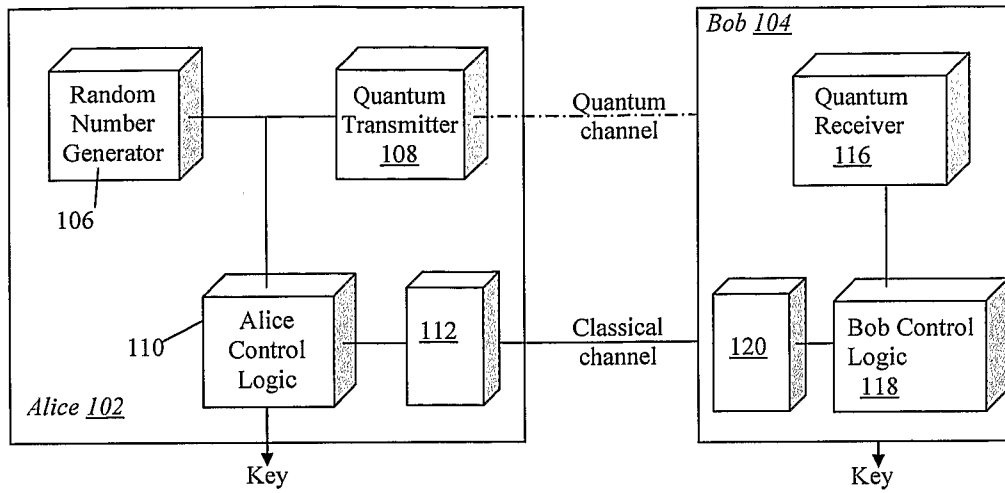 Bob 104
Random
Number
Generator
106
Quantum
Transmitter
108
Quantum
channel
Quantum
Receiver
116
110
Alice
Control
Logic
112
Classical
channel
120
Bob Control
Logic
118
Alice 102
Key
Key